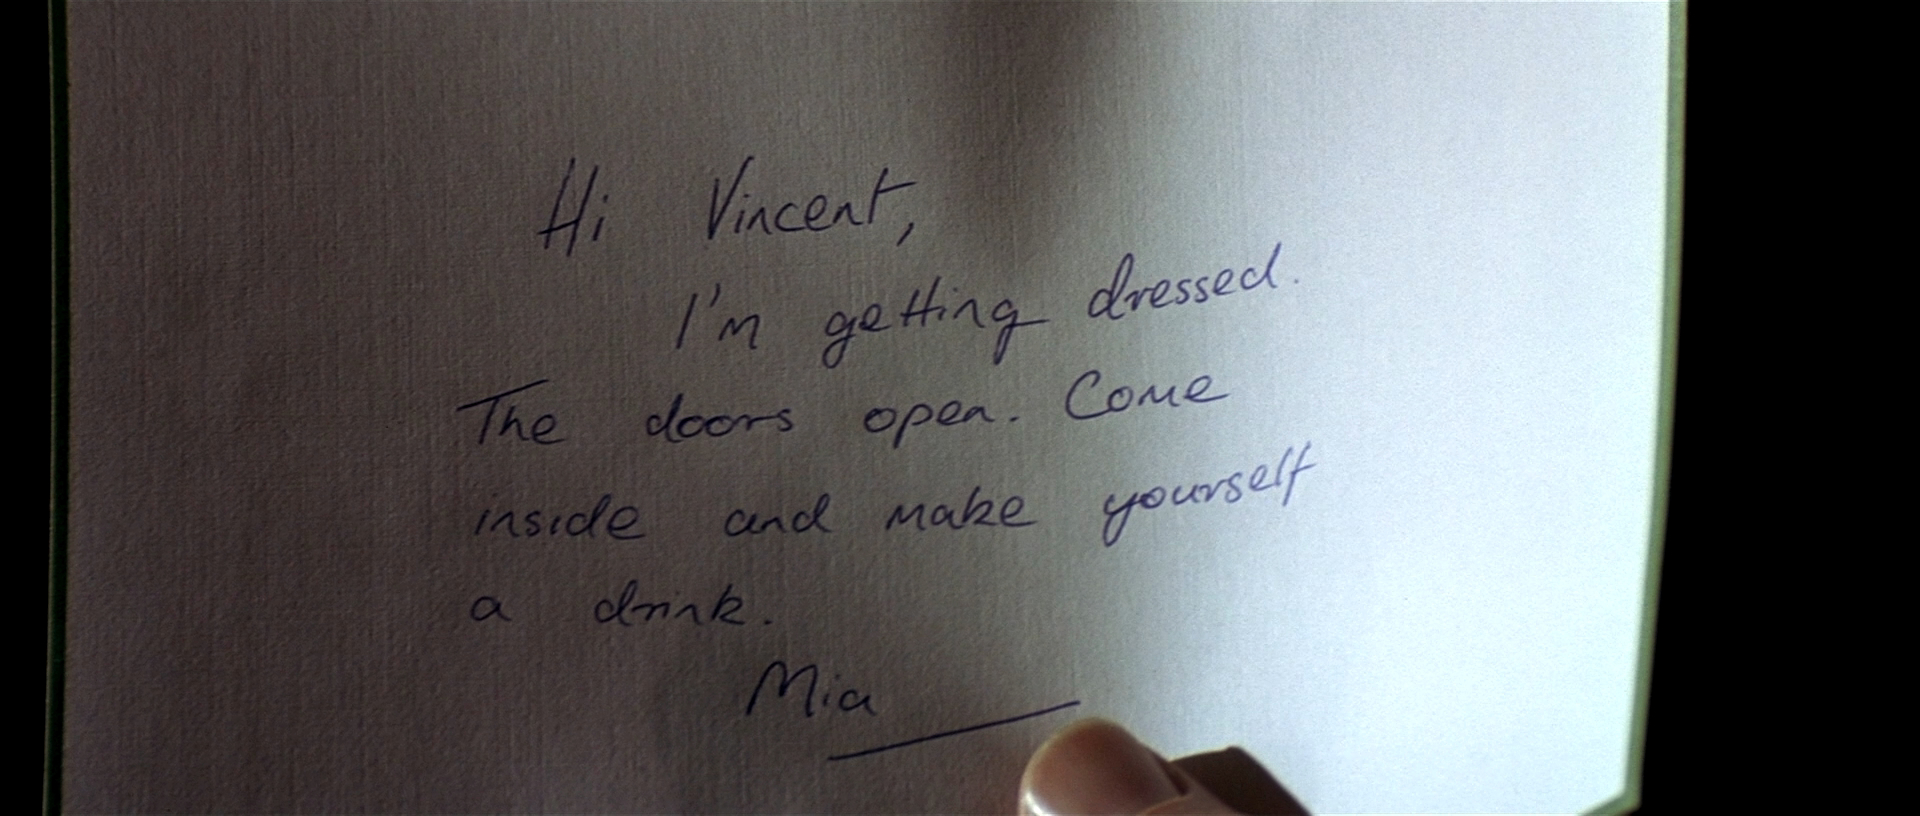 Hi Vincent,
I'm getting dressed.
The doors open. Come
inside and make yourself
a drink.
Mia